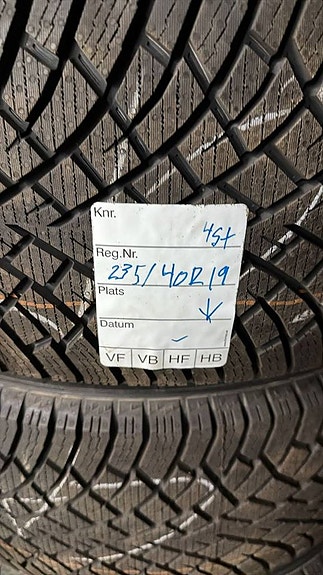 Knr.
4st
Reg.Nr.
235/40R19
Plats
Datum
VF VB HF HB